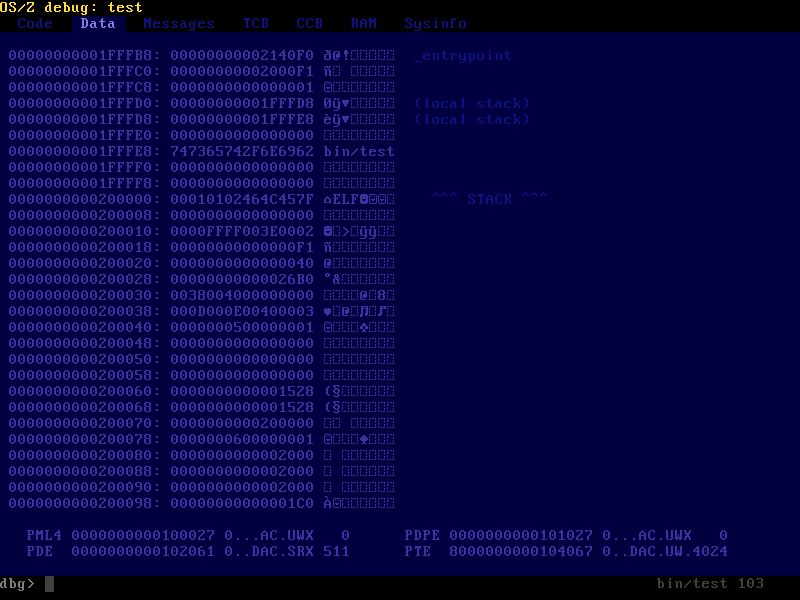 OS/Z debug: test
Code Data Messages TCB CCB RAM Sysinfo
00000000001FFFB8: 00000000002140F0 ð@! _entrypoint
00000000001FFFC0: 00000000002000F1 ñ
00000000001FFFC8: 0000000000000001 ☺
00000000001FFFD0: 00000000001FFFD8 Øÿ▼ (local stack)
00000000001FFFD8: 00000000001FFFE8 èÿ▼ (local stack)
00000000001FFFE0: 0000000000000000
00000000001FFFE8: 747365742F6E6962 bin/test
00000000001FFFF0: 0000000000000000
00000000001FFFF8: 0000000000000000
0000000000200000: 00010102464C457F ⌂ELF☻☺☺ ^^^ STACK ^^^
0000000000200008: 0000000000000000
0000000000200010: 0000FFFF003E0002 ☻>ÿÿ
0000000000200018: 00000000000000F1 ñ
0000000000200020: 0000000000000040 @
0000000000200028: 00000000000026B0 °&
0000000000200030: 0038004000000000 @8
0000000000200038: 000D000E00400003 ♥@♫♪
0000000000200040: 0000000500000001 ☺♣
0000000000200048: 0000000000000000
0000000000200050: 0000000000000000
0000000000200058: 0000000000000000
0000000000200060: 0000000000001528 (§
0000000000200068: 0000000000001528 (§
0000000000200070: 0000000000200000
0000000000200078: 0000000600000001 ☺♠
0000000000200080: 0000000000002000
0000000000200088: 0000000000002000
0000000000200090: 0000000000002000
0000000000200098: 00000000000001C0 À☺
PML4 0000000000100027 0...AC.UWX 0 PDPE 0000000000101027 0...AC.UWX 0
PDE 0000000000102061 0..DAC.SRX 511 PTE 8000000000104067 0..DAC.UW.4024
dbg> bin/test 103